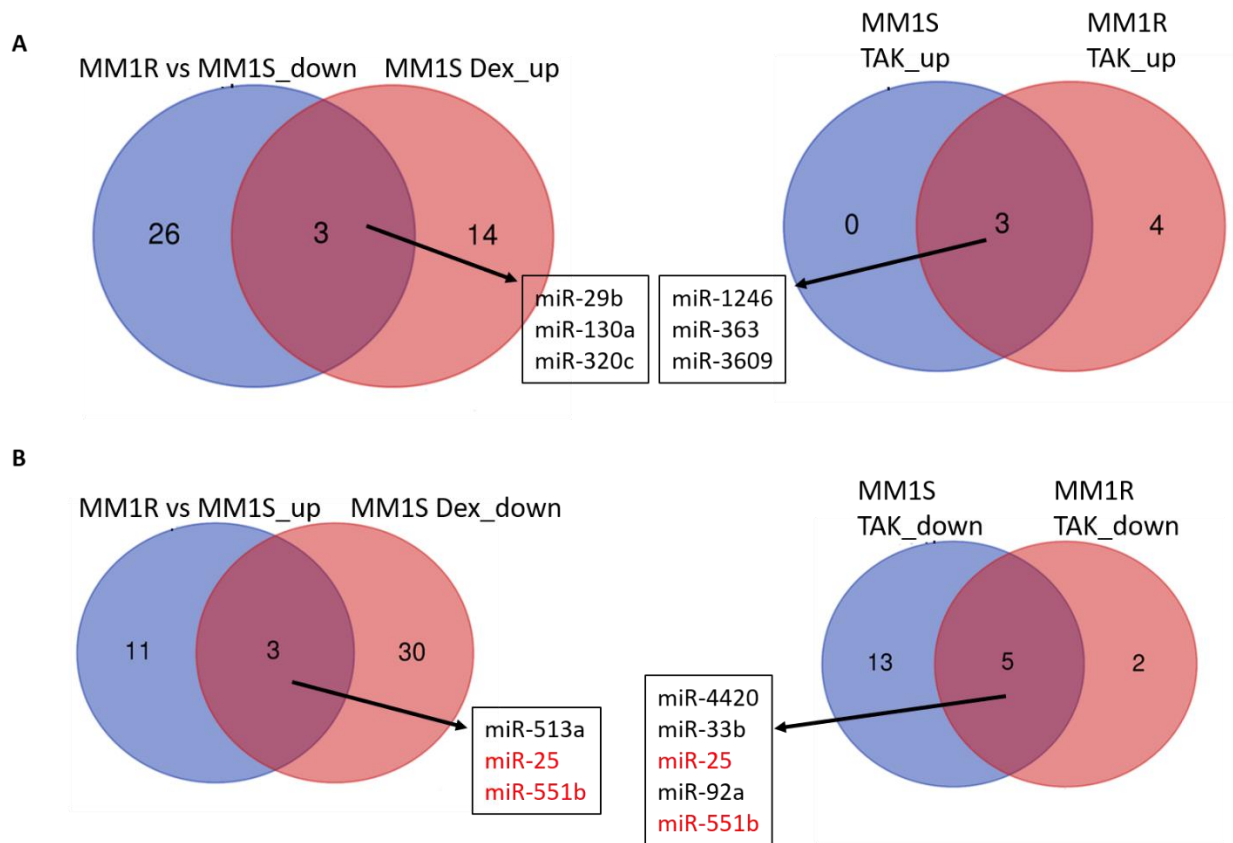 A
MM1R vs MM1S_down
MM1S Dex_up
MM1S
TAK_up
MM1R
TAK_up
26
3
14
0
3
4
miR-29b
miR-130a
miR-320c
miR-1246
miR-363
miR-3609
B
MM1R vs MM1S_up
MM1S Dex_down
MM1S
TAK_down
MM1R
TAK_down
11
3
30
13
5
2
miR-513a
miR-25
miR-551b
miR-4420
miR-33b
miR-25
miR-92a
miR-551b